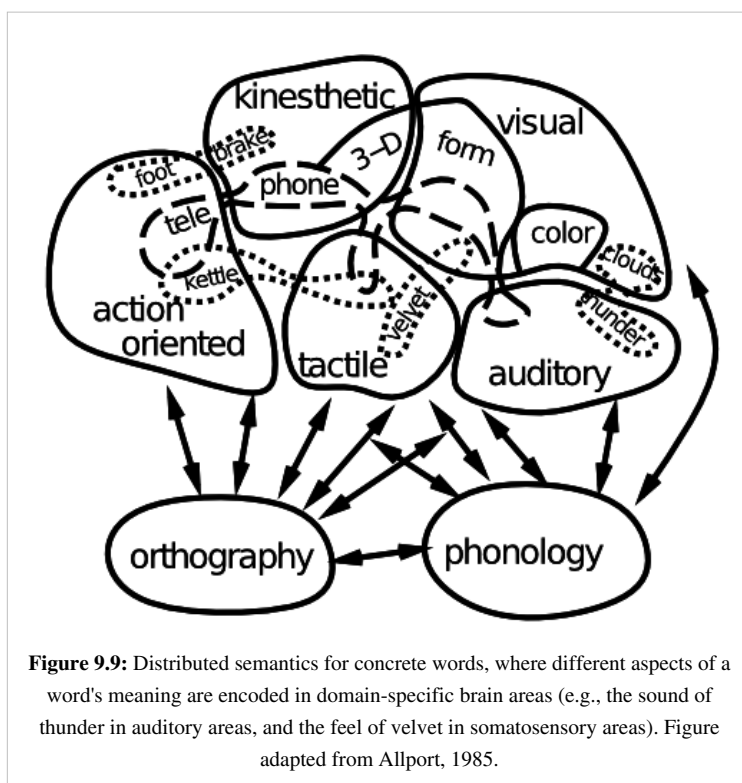 kinesthetic
visual
brake
3–D
form
foot
phone
tele
color
clouds
kettle
velvet
thunder
action
oriented
tactile
auditory
orthography
phonology
Figure 9.9: Distributed semantics for concrete words, where different aspects of a
word's meaning are encoded in domain-specific brain areas (e.g., the sound of
thunder in auditory areas, and the feel of velvet in somatosensory areas). Figure
adapted from Allport, 1985.